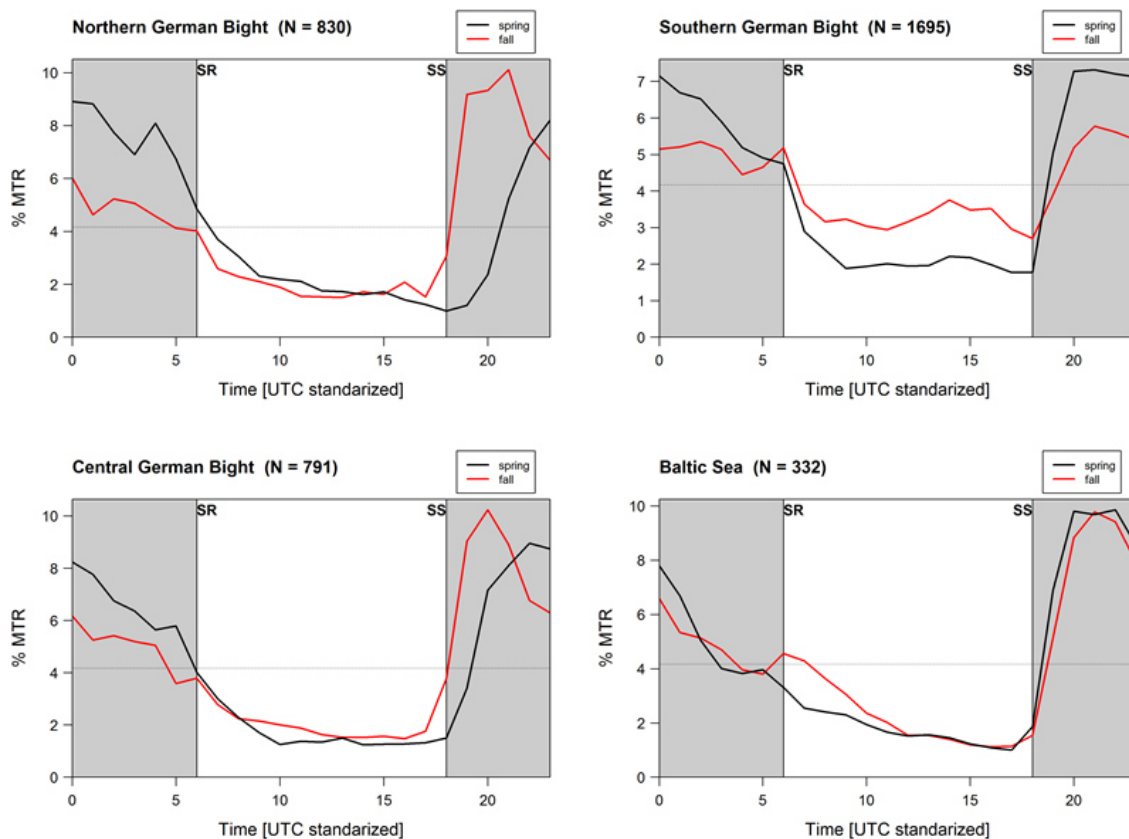 Northern German Bight (N = 830)
spring
fall
SR
SS
% MTR
10
8
6
4
2
0
0 5 10 15 20
Time [UTC standarized]
Southern German Bight (N = 1695)
spring
fall
SR
SS
% MTR
7
6
5
4
3
2
1
0
0 5 10 15 20
Time [UTC standarized]
Central German Bight (N = 791)
spring
fall
SR
SS
% MTR
10
8
6
4
2
0
0 5 10 15 20
Time [UTC standarized]
Baltic Sea (N = 332)
spring
fall
SR
SS
% MTR
10
8
6
4
2
0
0 5 10 15 20
Time [UTC standarized]